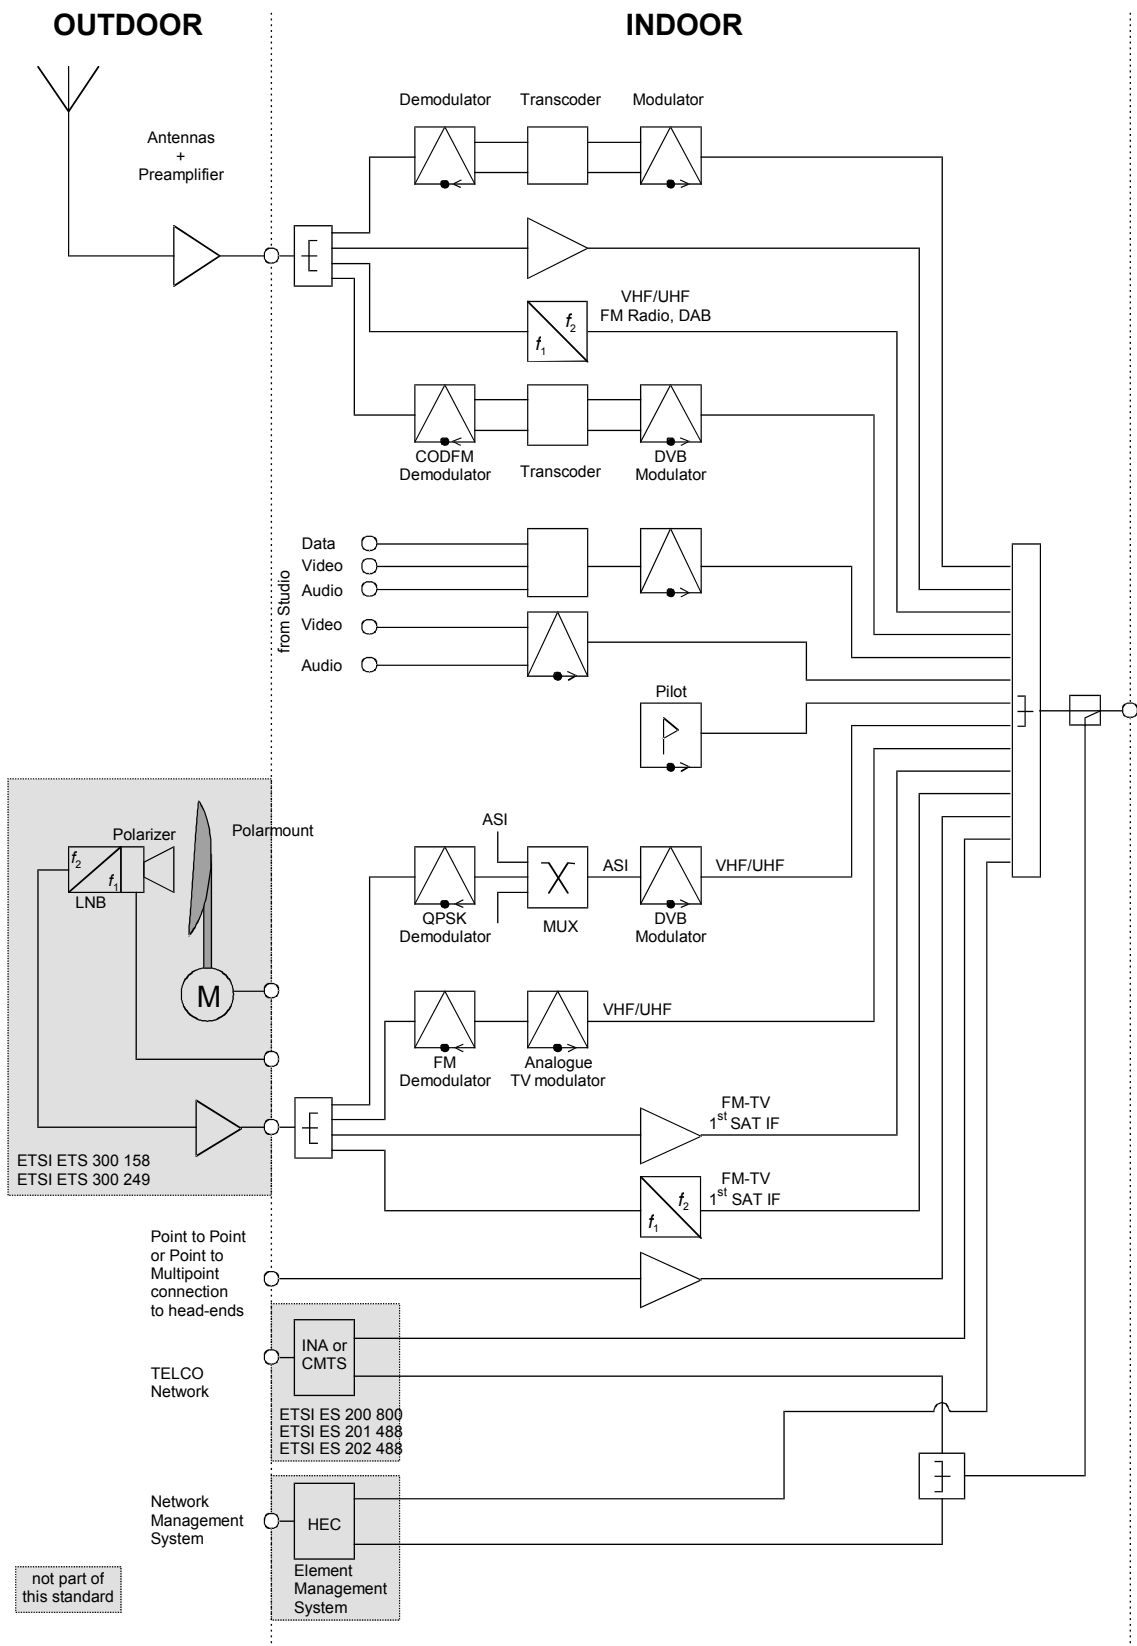 OUTDOOR
INDOOR
Demodulator
Transcoder
Modulator
Antennas
+
Preamplifier
VHF/UHF
FM Radio, DAB
f2
f1
CODFM
Demodulator
Transcoder
DVB
Modulator
from Studio
Data
Video
Audio
Video
Audio
Pilot
Polarizer
Polarmount
f2
f1
LNB
M
ASI
ASI
VHF/UHF
QPSK
Demodulator
MUX
DVB
Modulator
VHF/UHF
FM
Demodulator
Analogue
TV modulator
FM-TV
1st SAT IF
ETSI ETS 300 158
ETSI ETS 300 249
FM-TV
1st SAT IF
f2
f1
Point to Point
or Point to
Multipoint
connection
to head-ends
INA or
CMTS
TELCO
Network
ETSI ES 200 800
ETSI ES 201 488
ETSI ES 202 488
Network
Management
System
HEC
Element
Management
System
not part of
this standard